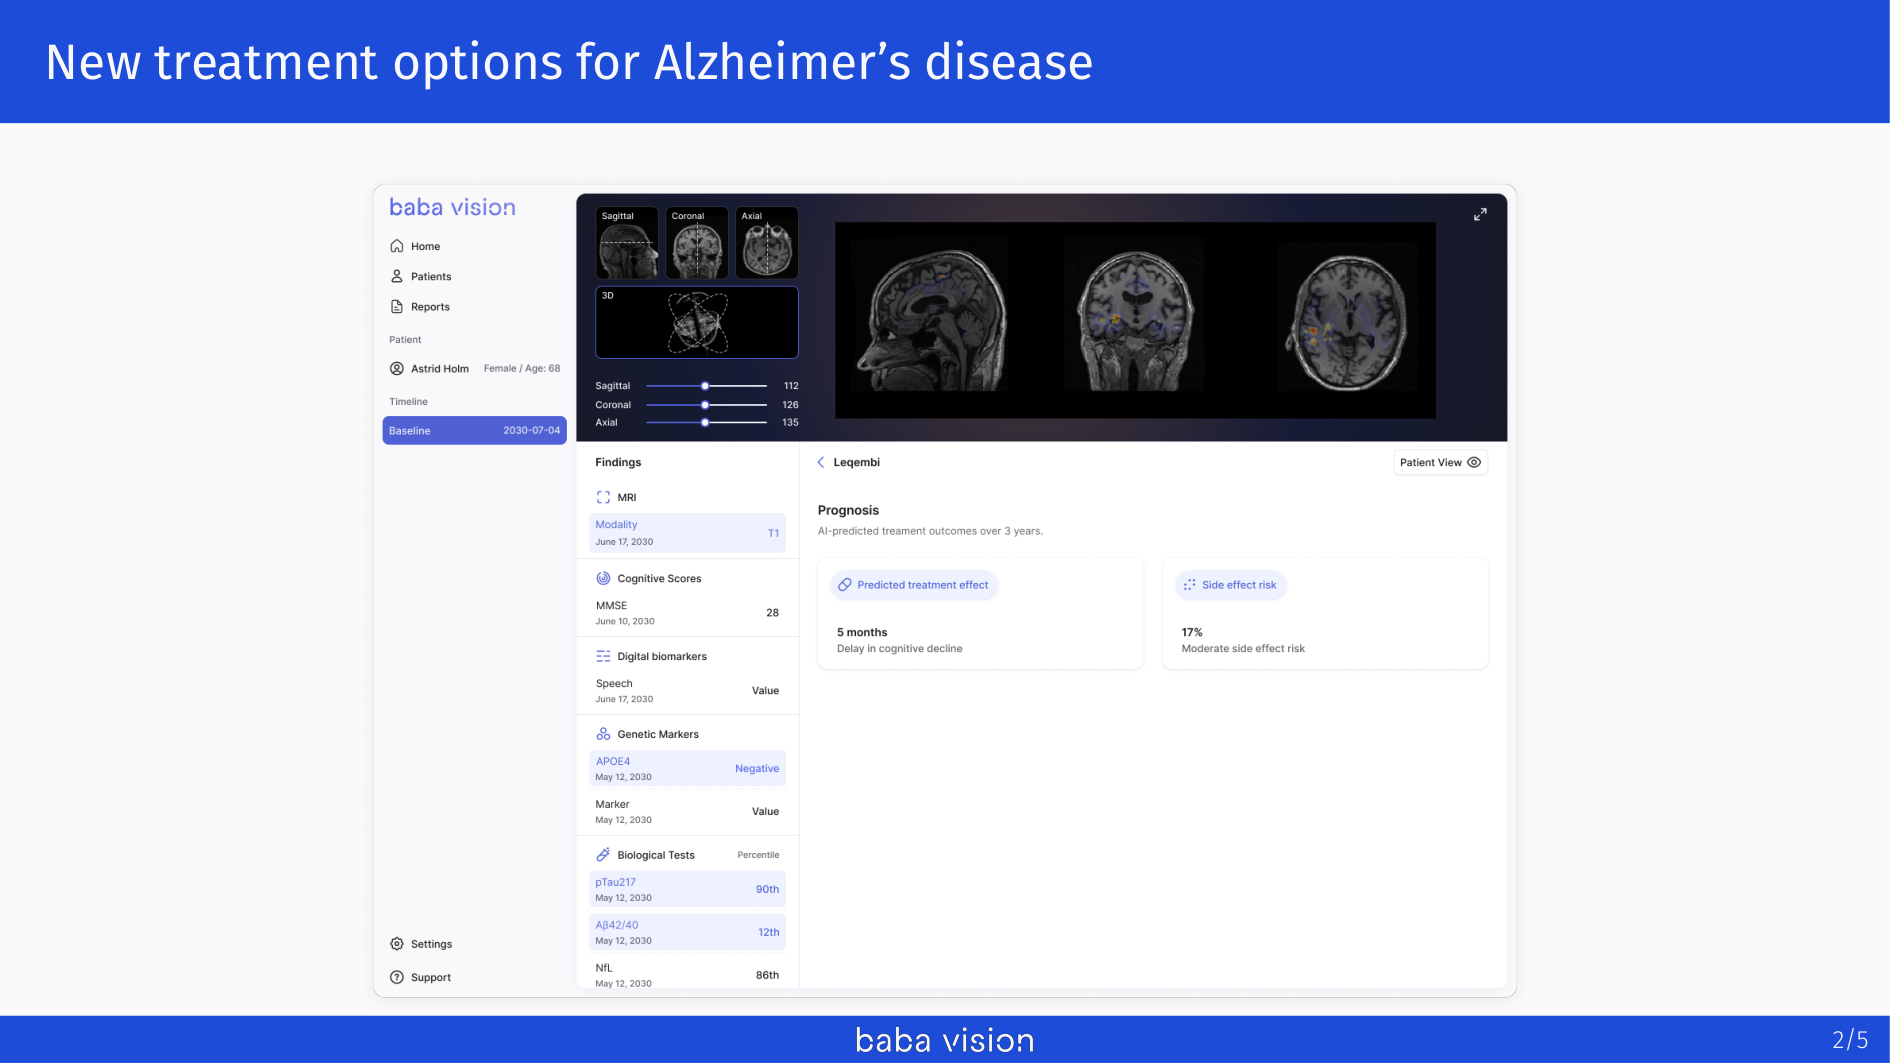 New treatment options for Alzheimer's disease
baba vision
Home
Patients
Reports
Patient
Astrid Holm Female / Age: 68
Timeline
Baseline 2030-07-04
Settings
Support
Sagittal Coronal Axial
3D
Sagittal 112
Coronal 126
Axial 135
Findings
MRI
Modality T1
June 17, 2030
Cognitive Scores
MMSE 28
June 10, 2030
Digital biomarkers
Speech Value
June 17, 2030
Genetic Markers
APOE4 Negative
May 12, 2030
Marker Value
May 12, 2030
Biological Tests Percentile
pTau217 90th
May 12, 2030
Aβ42/40 12th
May 12, 2030
NfL 86th
May 12, 2030
Leqembi Patient View
Prognosis
AI-predicted treament outcomes over 3 years.
Predicted treatment effect
5 months
Delay in cognitive decline
Side effect risk
17%
Moderate side effect risk
baba vision 2/5